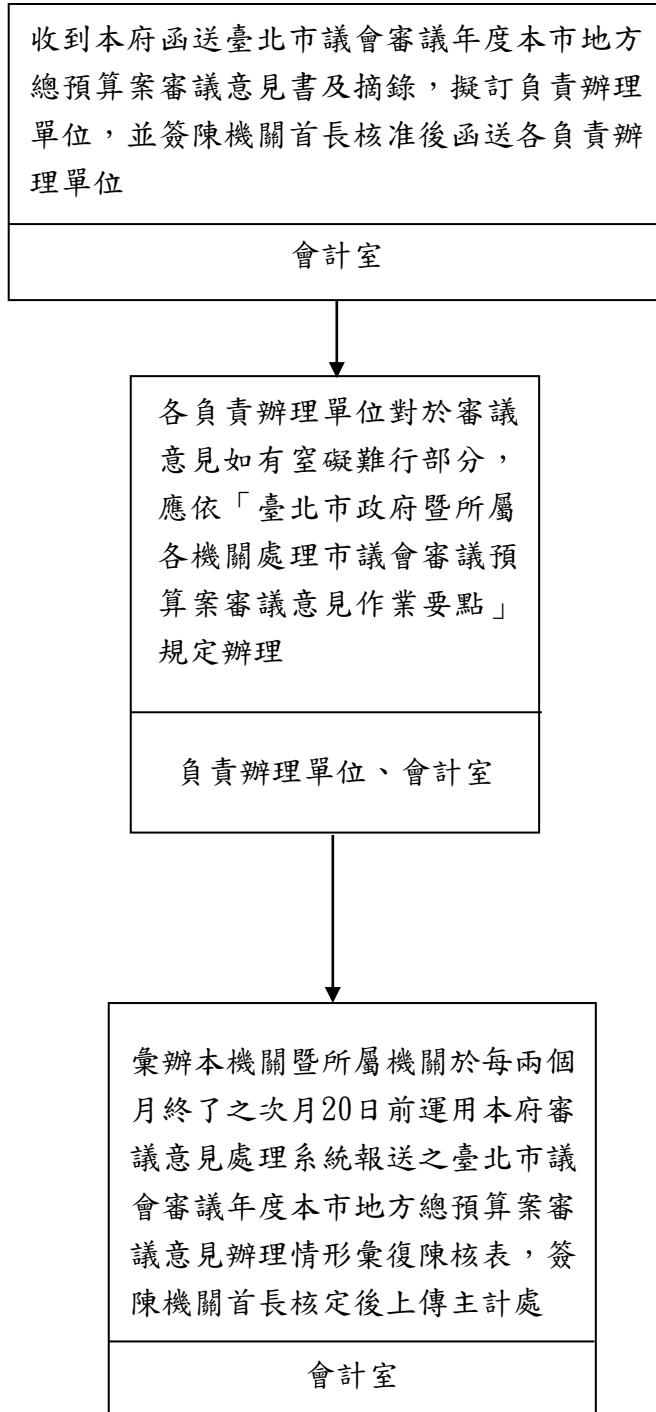 收到本府函送臺北市議會審議年度本市地方
總預算案審議意見書及摘錄，擬訂負責辦理
單位，並簽陳機關首長核准後函送各負責辦
理單位
會計室
各負責辦理單位對於審議
意見如有窒礙難行部分，
應依「臺北市政府暨所屬
各機關處理市議會審議預
算案審議意見作業要點」
規定辦理
負責辦理單位、會計室
彙辦本機關暨所屬機關於每兩個
月終了之次月20日前運用本府審
議意見處理系統報送之臺北市議
會審議年度本市地方總預算案審
議意見辦理情形彙復陳核表，簽
陳機關首長核定後上傳主計處
會計室